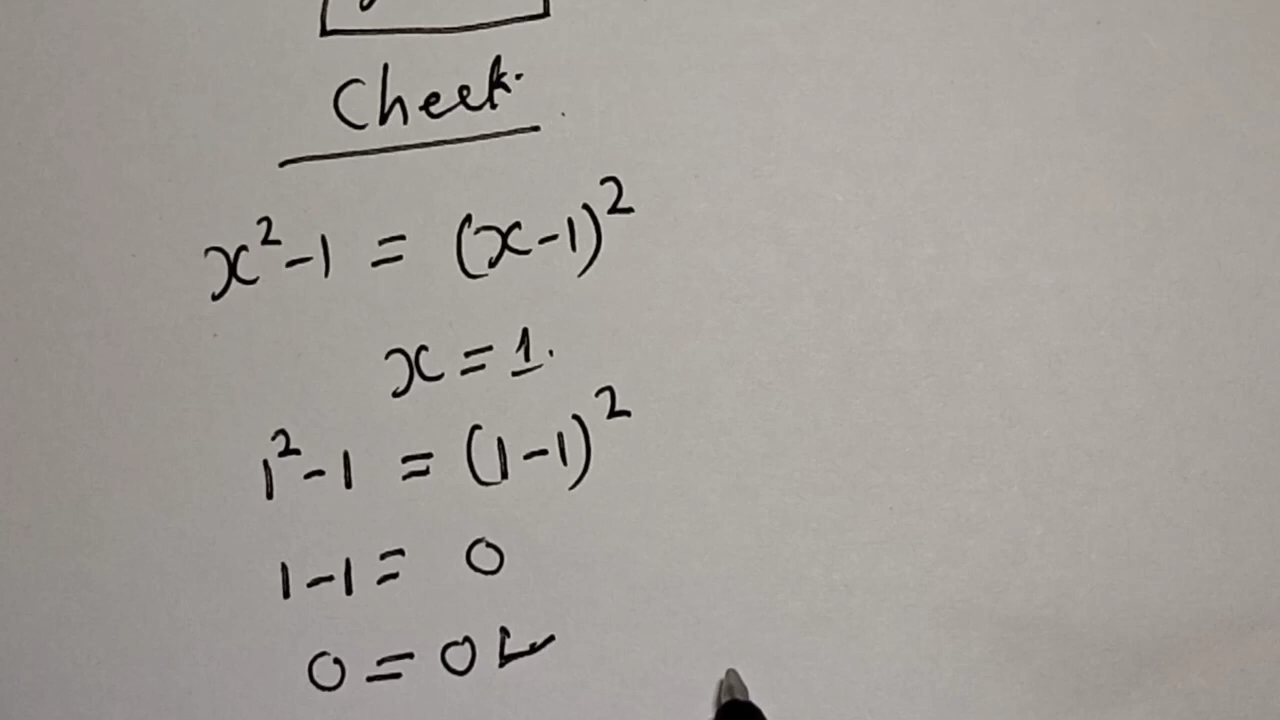 Check.
x² - 1 = (x - 1)²
x = 1.
1² - 1 = (1 - 1)²
1 - 1 = 0
0 = 0 ✓